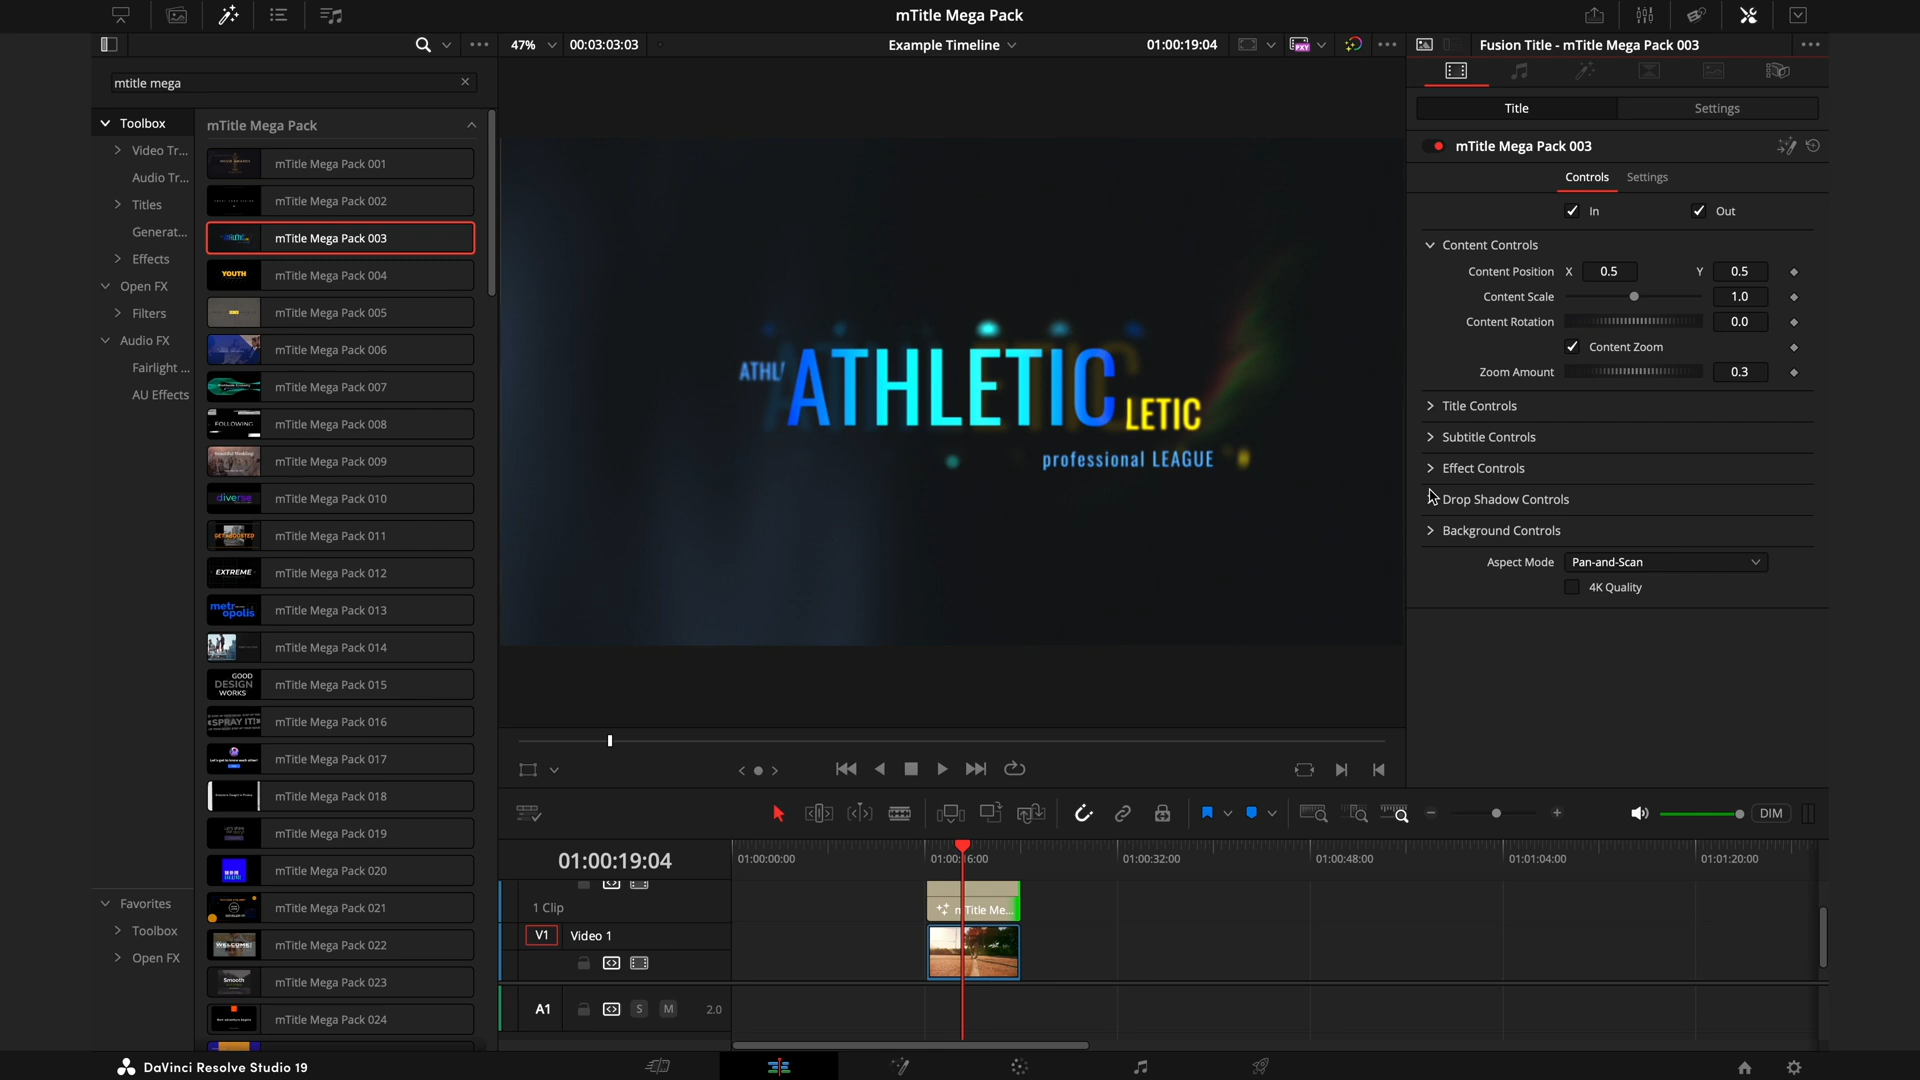 mTitle Mega Pack
47%
00:03:03:03
Example Timeline
01:00:19:04
PXY
Fusion Title - mTitle Mega Pack 003
mtitle mega
Title
Settings
Toolbox
Video Tr...
Audio Tr...
Titles
Generat...
Effects
Open FX
Filters
Audio FX
Fairlight ...
AU Effects
Favorites
Toolbox
Open FX
mTitle Mega Pack
mTitle Mega Pack 001
mTitle Mega Pack 002
mTitle Mega Pack 003
YOUTH
mTitle Mega Pack 004
mTitle Mega Pack 005
mTitle Mega Pack 006
mTitle Mega Pack 007
FOLLOWING
mTitle Mega Pack 008
mTitle Mega Pack 009
diverse
mTitle Mega Pack 010
GET BOOSTED
mTitle Mega Pack 011
EXTREME
mTitle Mega Pack 012
metropolis
mTitle Mega Pack 013
mTitle Mega Pack 014
GOOD
DESIGN
WORKS
mTitle Mega Pack 015
SPRAY IT!
mTitle Mega Pack 016
mTitle Mega Pack 017
mTitle Mega Pack 018
mTitle Mega Pack 019
mTitle Mega Pack 020
mTitle Mega Pack 021
WELCOME!
mTitle Mega Pack 022
Smooth
mTitle Mega Pack 023
mTitle Mega Pack 024
ATHL
ATHLETIC
LETIC
professional LEAGUE
mTitle Mega Pack 003
Controls
Settings
In
Out
Content Controls
Content Position X 0.5 Y 0.5
Content Scale 1.0
Content Rotation 0.0
Content Zoom
Zoom Amount 0.3
Title Controls
Subtitle Controls
Effect Controls
Drop Shadow Controls
Background Controls
Aspect Mode Pan-and-Scan
4K Quality
DIM
01:00:19:04
01:00:00:00
01:00:16:00
01:00:32:00
01:00:48:00
01:01:04:00
01:01:20:00
1 Clip
Title Me...
V1 Video 1
A1 S M 2.0
DaVinci Resolve Studio 19